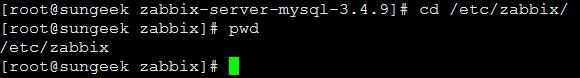 [root@sungeek zabbix-server-mysql-3.4.9]# cd /etc/zabbix/
[root@sungeek zabbix]# pwd
/etc/zabbix
[root@sungeek zabbix]#